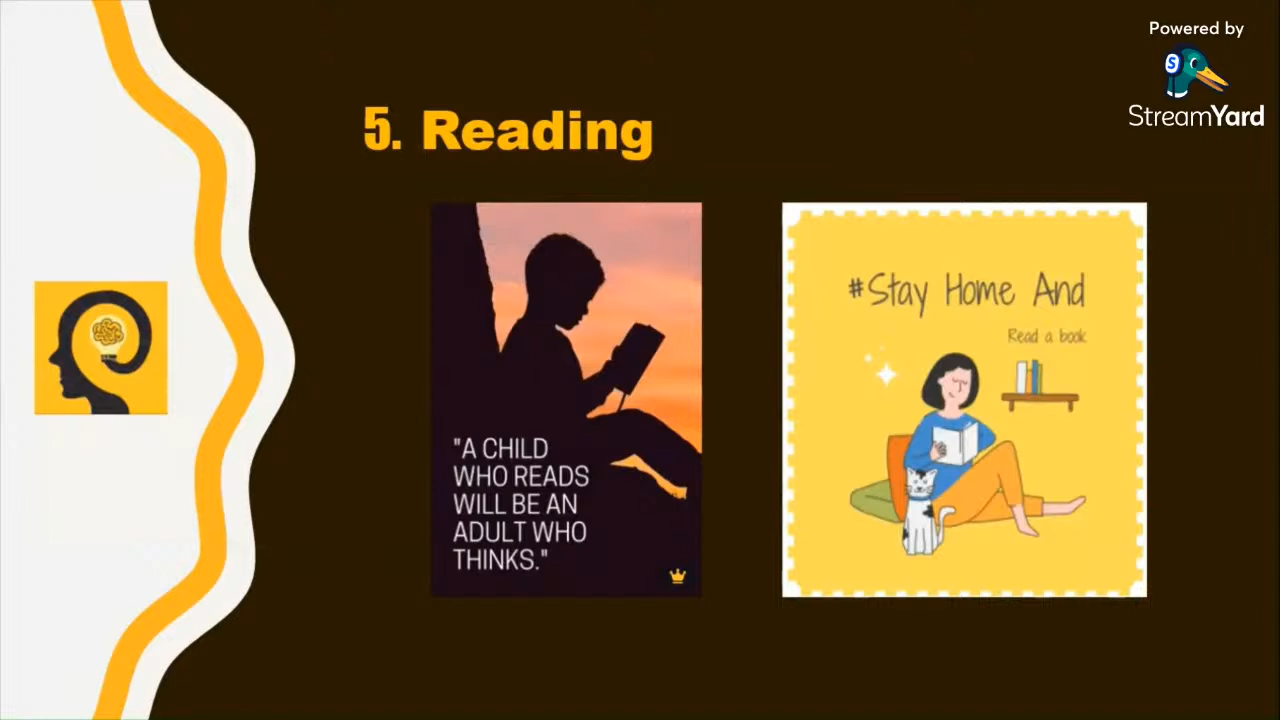 Powered by
S
StreamYard
5. Reading
"A CHILD
WHO READS
WILL BE AN
ADULT WHO
THINKS."
#Stay Home And
Read a book